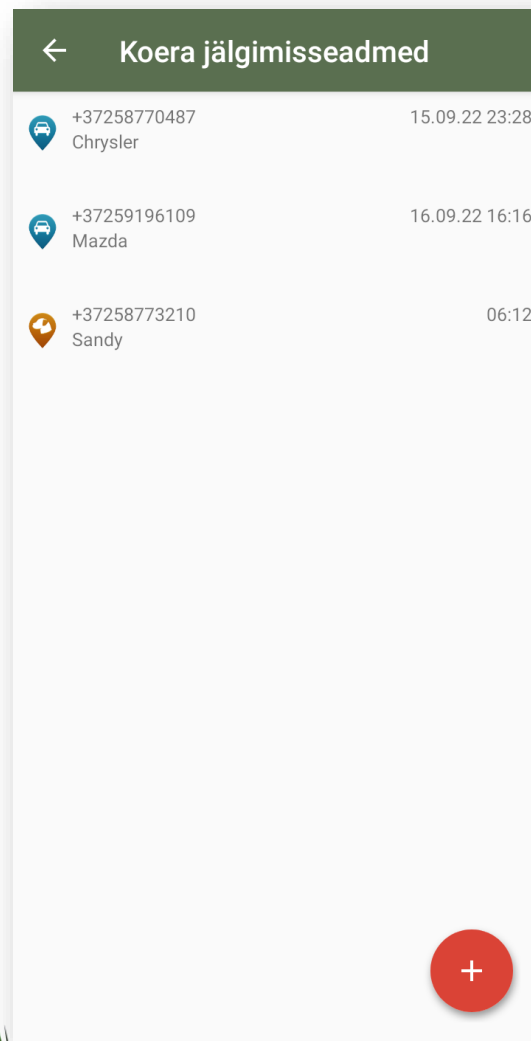 Koera jälgimisseadmed
+37258770487 15.09.22 23:28
Chrysler
+37259196109 16.09.22 16:16
Mazda
+37258773210 06:12
Sandy